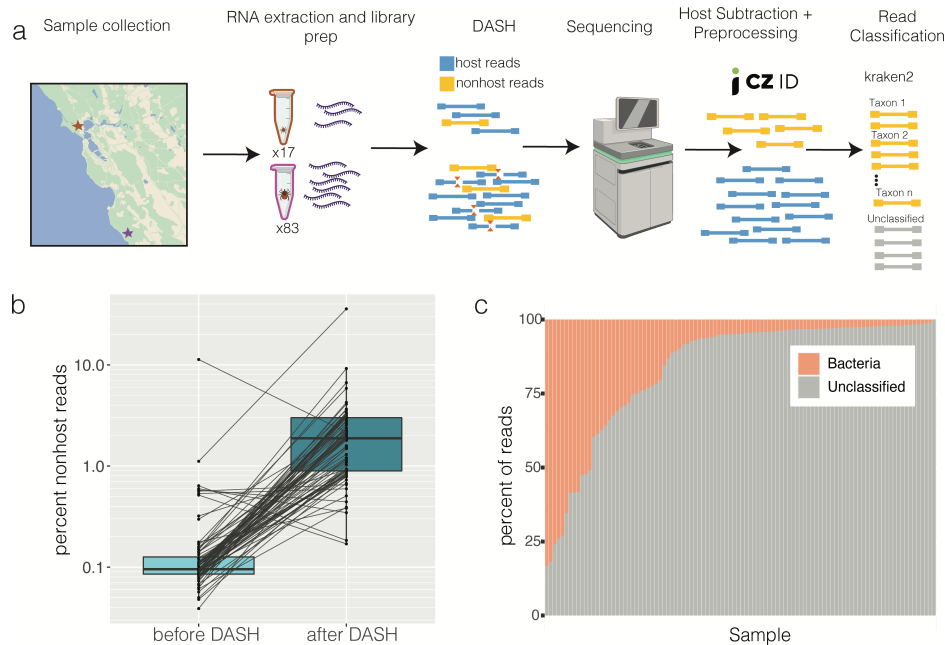 a
Sample collection
RNA extraction and library
prep
DASH
Sequencing
Host Subtraction +
Preprocessing
Read
Classification
host reads
nonhost reads
CZ ID
kraken2
Taxon 1
Taxon 2
Taxon n
Unclassified
x17
x83
b
percent nonhost reads
10.0
1.0
0.1
before DASH
after DASH
c
percent of reads
100
75
50
25
0
Bacteria
Unclassified
Sample